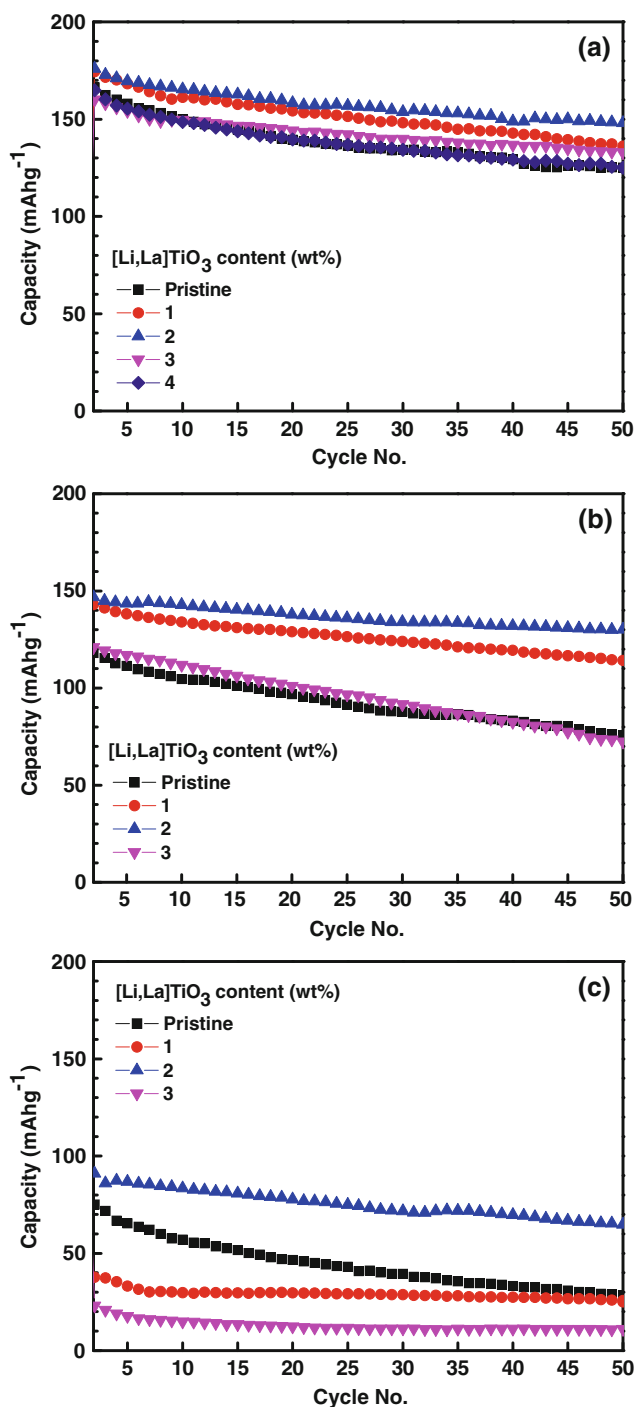 (a)
Capacity (mAhg-1)
200
150
100
50
0
[Li,La]TiO3 content (wt%)
Pristine
1
2
3
4
5 10 15 20 25 30 35 40 45 50
Cycle No.
(b)
Capacity (mAhg-1)
200
150
100
50
0
[Li,La]TiO3 content (wt%)
Pristine
1
2
3
5 10 15 20 25 30 35 40 45 50
Cycle No.
(c)
Capacity (mAhg-1)
200
150
100
50
0
[Li,La]TiO3 content (wt%)
Pristine
1
2
3
5 10 15 20 25 30 35 40 45 50
Cycle No.